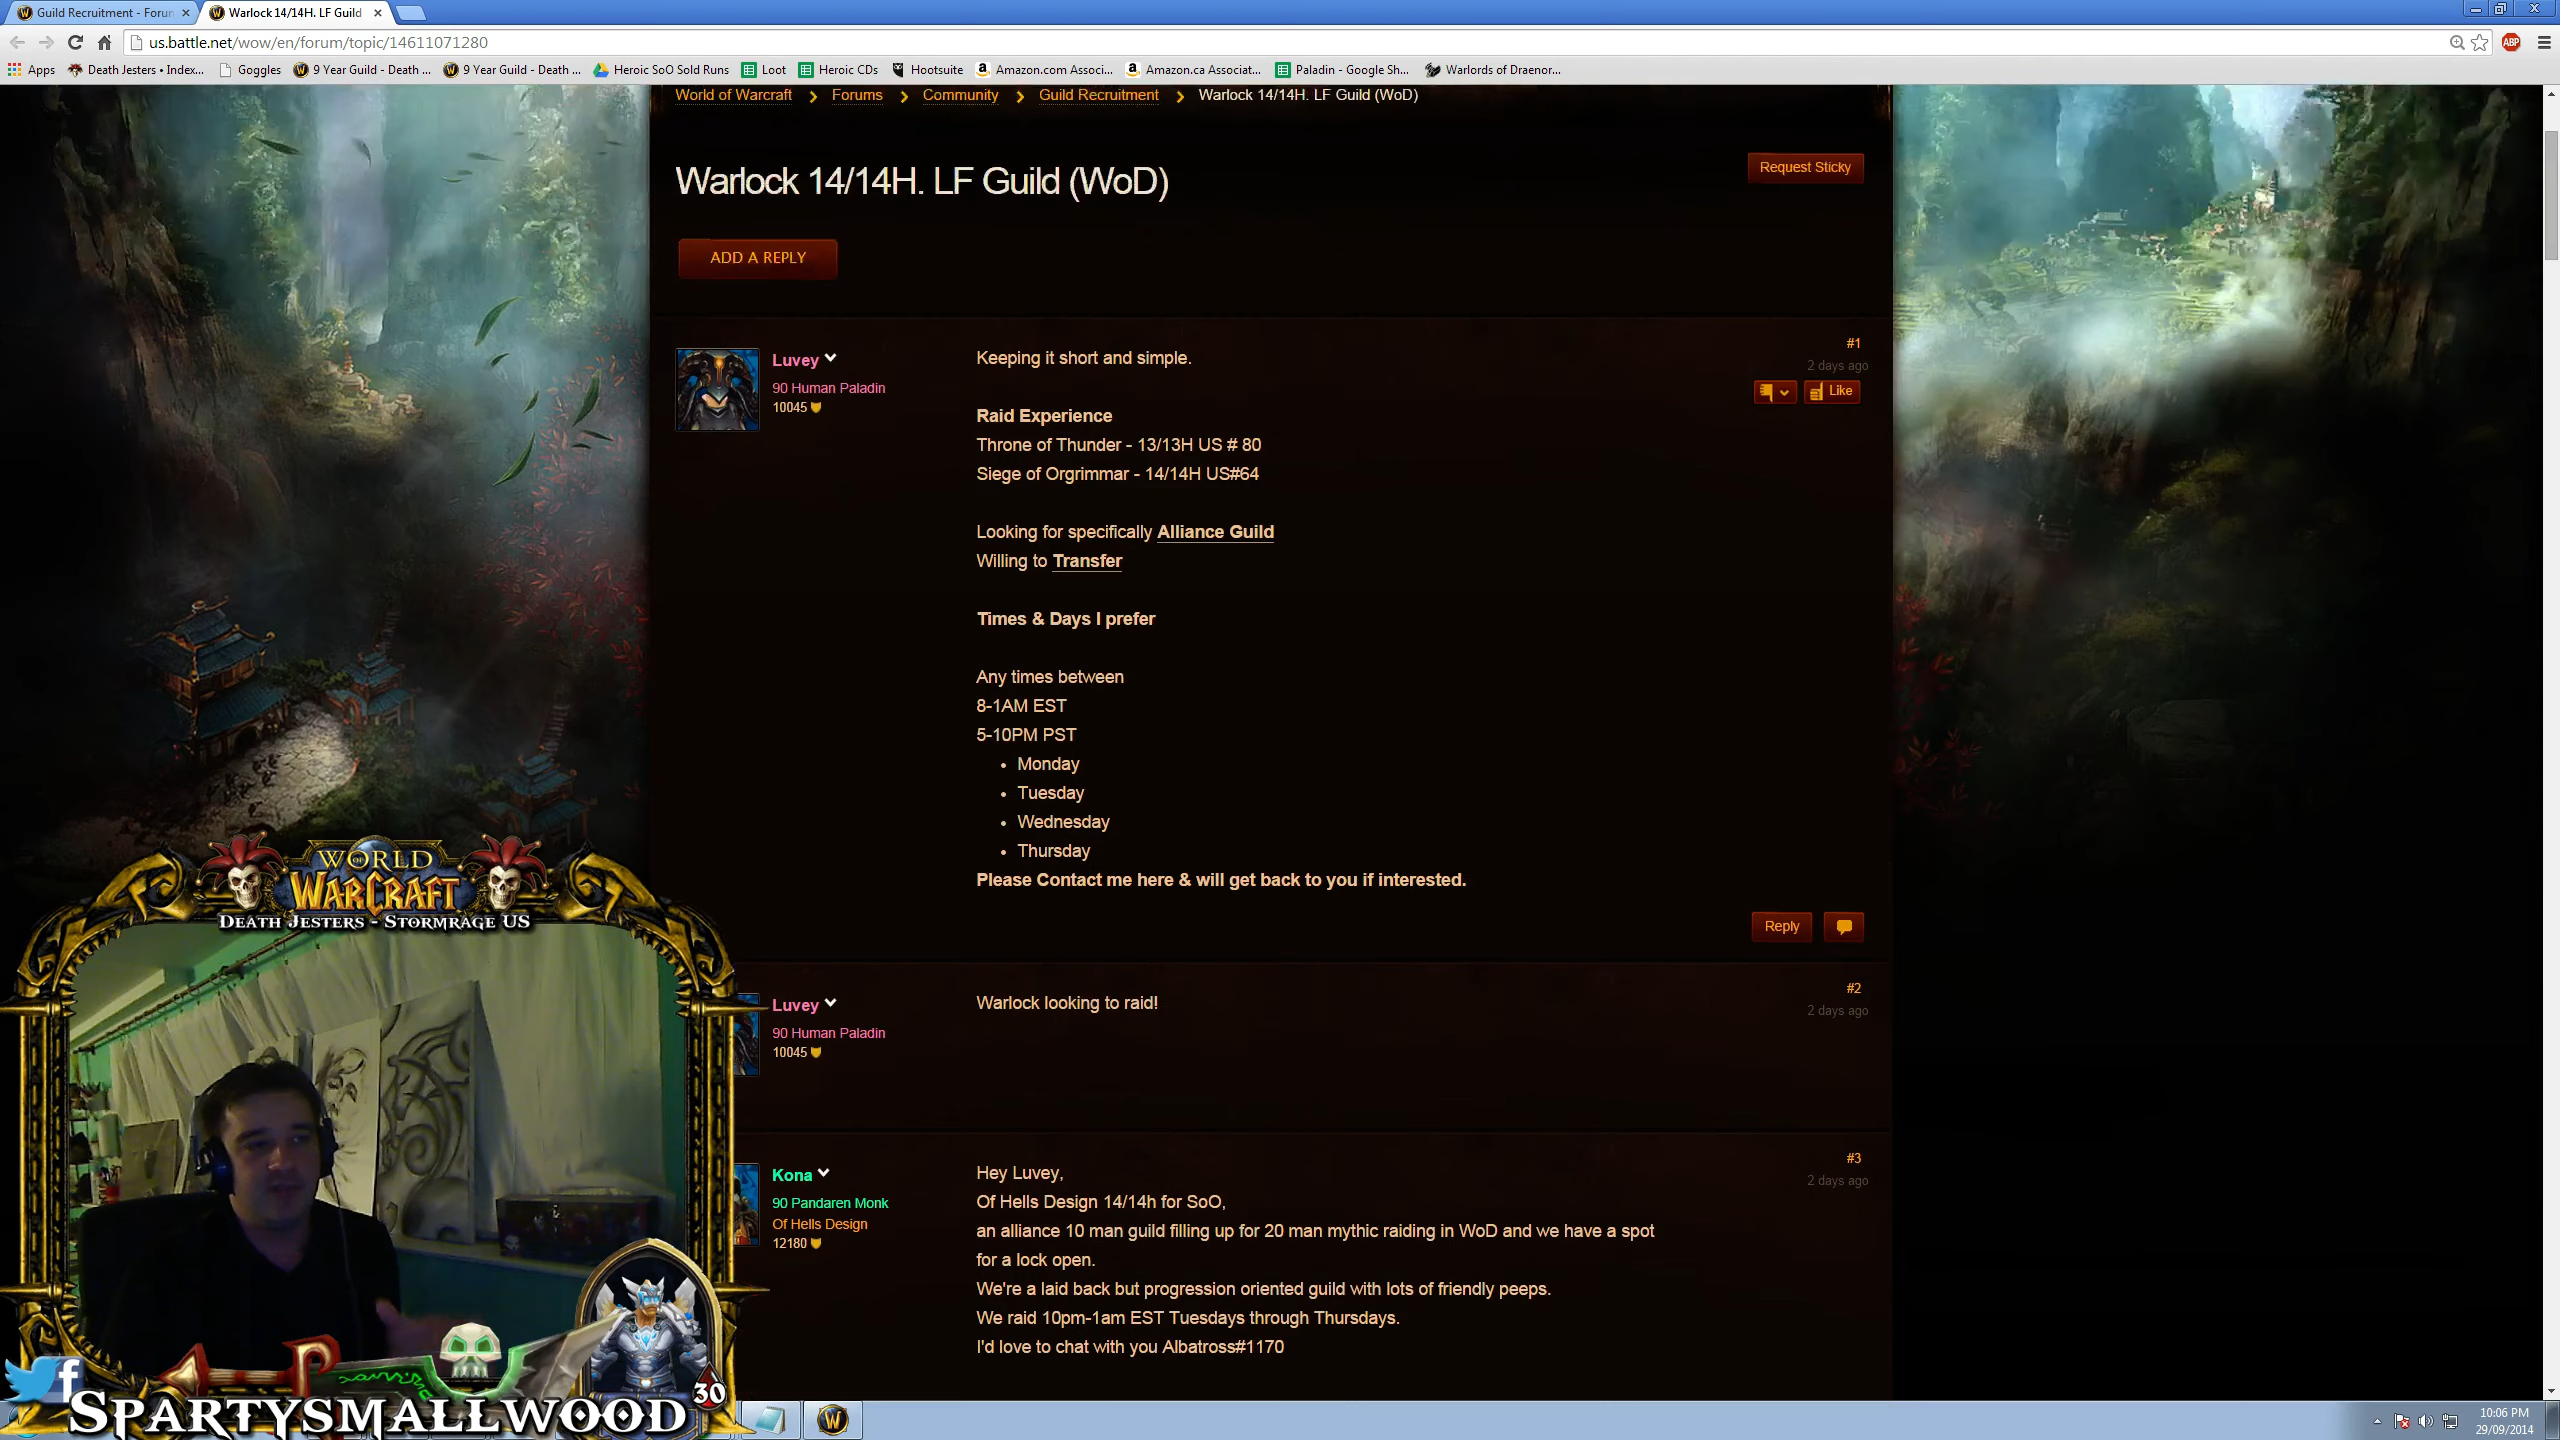 Guild Recruitment - Forum
Warlock 14/14H. LF Guild
us.battle.net/wow/en/forum/topic/14611071280
ABP
Apps
Death Jesters • Index...
Goggles
9 Year Guild - Death ...
9 Year Guild - Death ...
Heroic SoO Sold Runs
Loot
Heroic CDs
Hootsuite
Amazon.com Associ...
Amazon.ca Associat...
Paladin - Google Sh...
Warlords of Draenor...
World of Warcraft
Forums
Community
Guild Recruitment
Warlock 14/14H. LF Guild (WoD)
Warlock 14/14H. LF Guild (WoD)
Request Sticky
ADD A REPLY
Luvey
90 Human Paladin
10045
Keeping it short and simple.
#1
2 days ago
Like
Raid Experience
Throne of Thunder - 13/13H US # 80
Siege of Orgrimmar - 14/14H US#64
Looking for specifically Alliance Guild
Willing to Transfer
Times & Days I prefer
Any times between
8-1AM EST
5-10PM PST
• Monday
• Tuesday
• Wednesday
• Thursday
Please Contact me here & will get back to you if interested.
Reply
Luvey
90 Human Paladin
10045
Warlock looking to raid!
#2
2 days ago
Kona
90 Pandaren Monk
Of Hells Design
12180
Hey Luvey,
Of Hells Design 14/14h for SoO,
an alliance 10 man guild filling up for 20 man mythic raiding in WoD and we have a spot
for a lock open.
We're a laid back but progression oriented guild with lots of friendly peeps.
We raid 10pm-1am EST Tuesdays through Thursdays.
I'd love to chat with you Albatross#1170
#3
2 days ago
WORLD OF WARCRAFT
DEATH JESTERS - STORMRAGE US
30
SPARTYSMALLWOOD
10:06 PM
29/09/2014